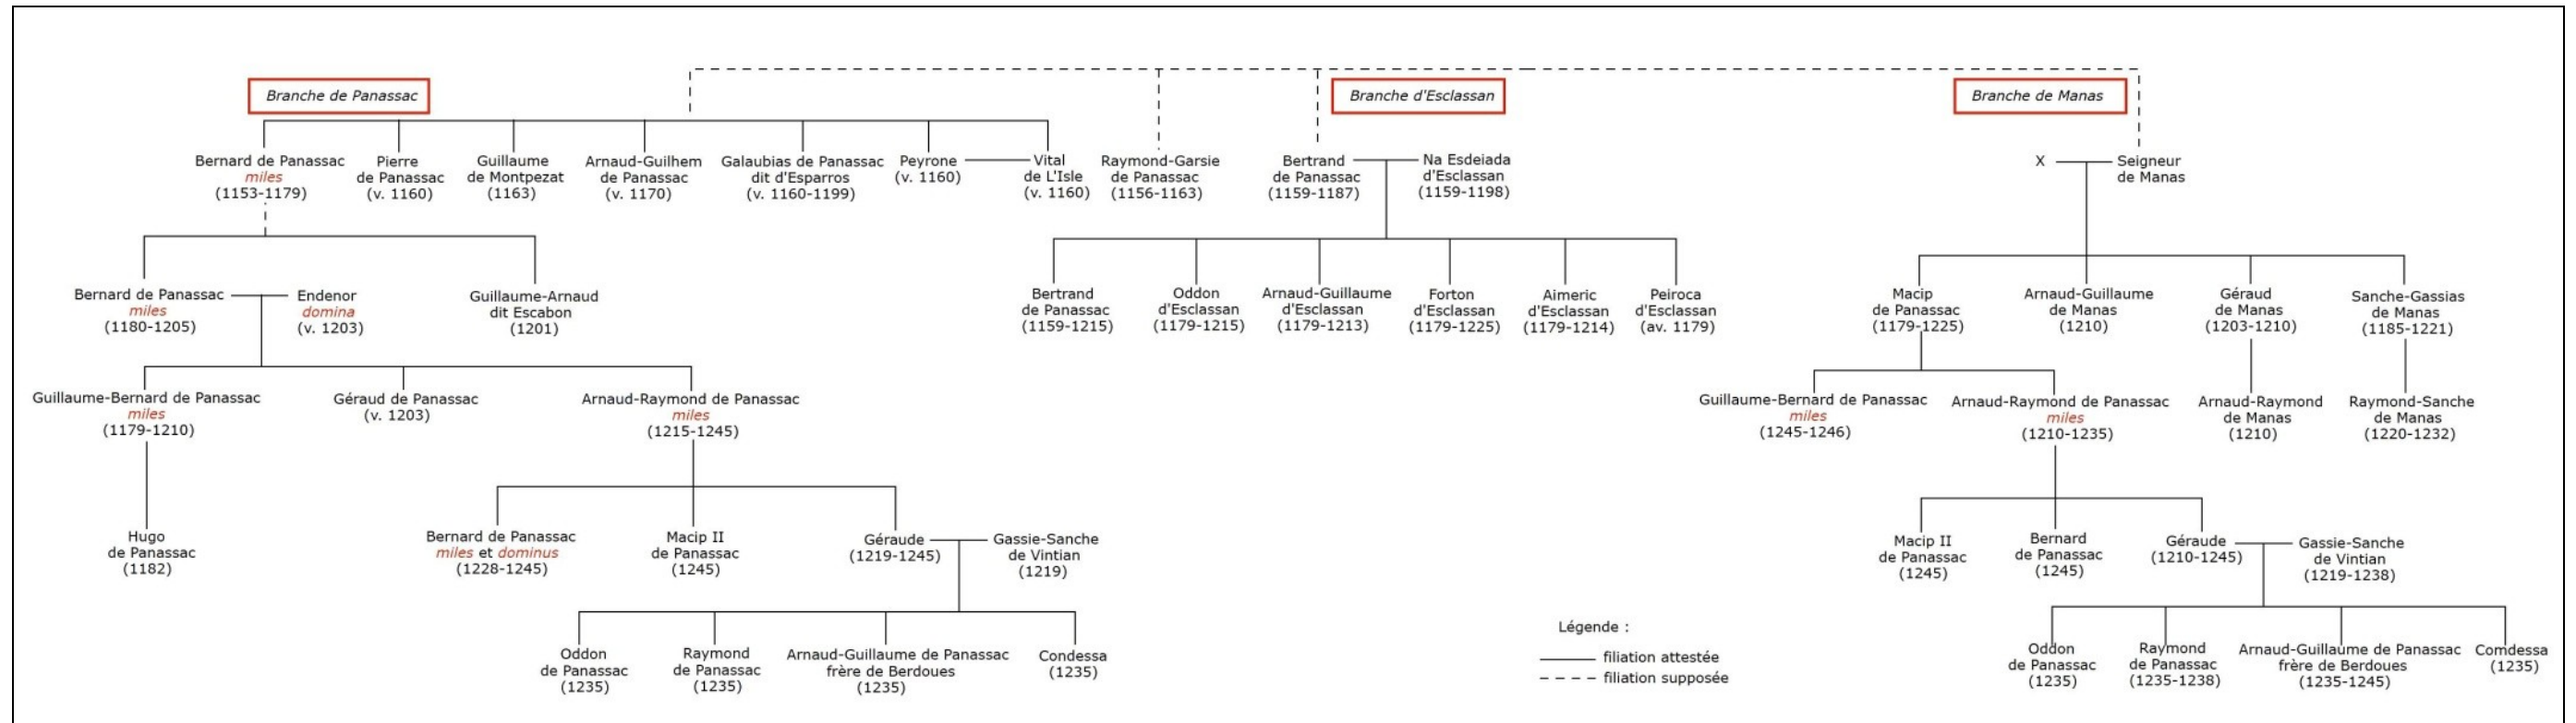 Branche de Panassac
Branche d'Esclassan
Branche de Manas
Bernard de Panassac
miles
(1153-1179)
Pierre
de Panassac
(v. 1160)
Guillaume
de Montpezat
(1163)
Arnaud-Guilhem
de Panassac
(v. 1170)
Galaubias de Panassac
dit d'Esparros
(v. 1160-1199)
Peyrone
(v. 1160)
Vital
de L'Isle
(v. 1160)
Raymond-Garsie
de Panassac
(1156-1163)
Bertrand
de Panassac
(1159-1187)
Na Esdeiada
d'Esclassan
(1159-1198)
X
Seigneur
de Manas
Bernard de Panassac
miles
(1180-1205)
Endenor
domina
(v. 1203)
Guillaume-Arnaud
dit Escabon
(1201)
Bertrand
de Panassac
(1159-1215)
Oddon
d'Esclassan
(1179-1215)
Arnaud-Guillaume
d'Esclassan
(1179-1213)
Forton
d'Esclassan
(1179-1225)
Aimeric
d'Esclassan
(1179-1214)
Peiroca
d'Esclassan
(av. 1179)
Macip
de Panassac
(1179-1225)
Arnaud-Guillaume
de Manas
(1210)
Géraud
de Manas
(1203-1210)
Sanche-Gassias
de Manas
(1185-1221)
Guillaume-Bernard de Panassac
miles
(1179-1210)
Géraud de Panassac
(v. 1203)
Arnaud-Raymond de Panassac
miles
(1215-1245)
Guillaume-Bernard de Panassac
miles
(1245-1246)
Arnaud-Raymond de Panassac
miles
(1210-1235)
Arnaud-Raymond
de Manas
(1210)
Raymond-Sanche
de Manas
(1220-1232)
Hugo
de Panassac
(1182)
Bernard de Panassac
miles et dominus
(1228-1245)
Macip II
de Panassac
(1245)
Géraude
(1219-1245)
Gassie-Sanche
de Vintian
(1219)
Macip II
de Panassac
(1245)
Bernard
de Panassac
(1245)
Géraude
(1210-1245)
Gassie-Sanche
de Vintian
(1219-1238)
Oddon
de Panassac
(1235)
Raymond
de Panassac
(1235)
Arnaud-Guillaume de Panassac
frère de Berdoues
(1235)
Condessa
(1235)
Légende :
filiation attestée
filiation supposée
Oddon
de Panassac
(1235)
Raymond
de Panassac
(1235-1238)
Arnaud-Guillaume de Panassac
frère de Berdoues
(1235-1245)
Comdessa
(1235)